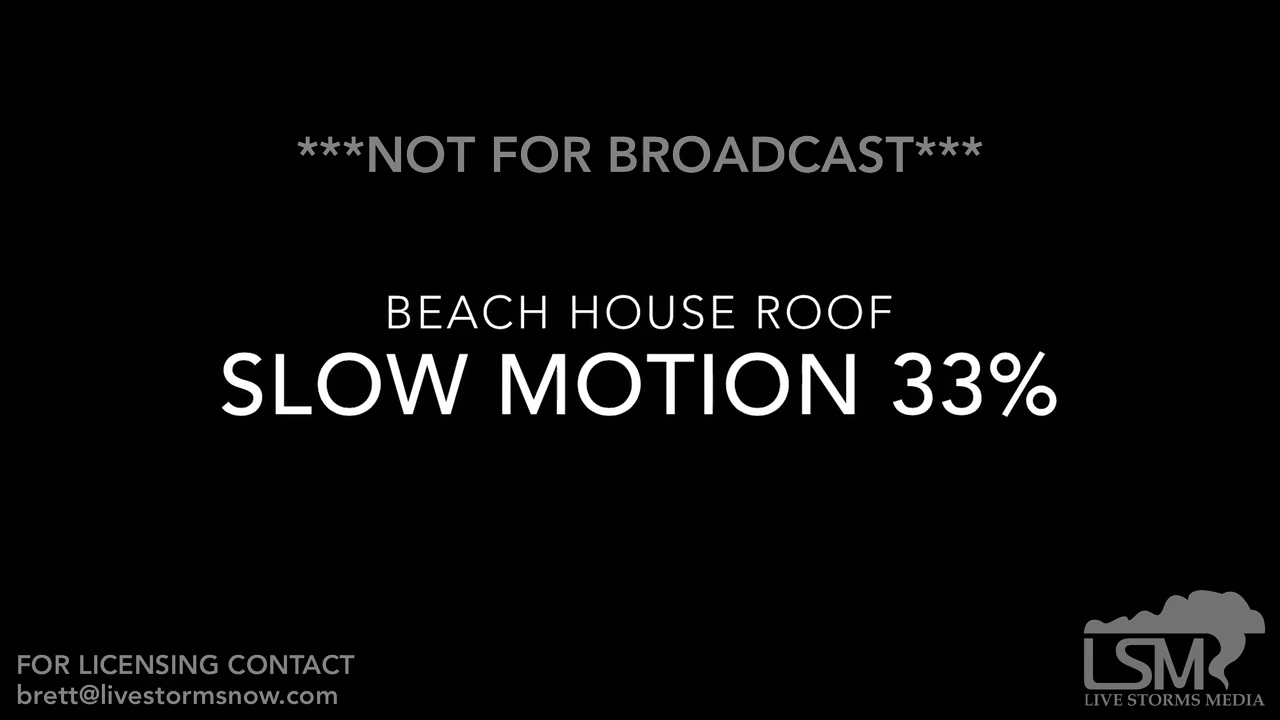 ***NOT FOR BROADCAST***
BEACH HOUSE ROOF
SLOW MOTION 33%
FOR LICENSING CONTACT
brett@livestormsnow.com
LSM
LIVE STORMS MEDIA